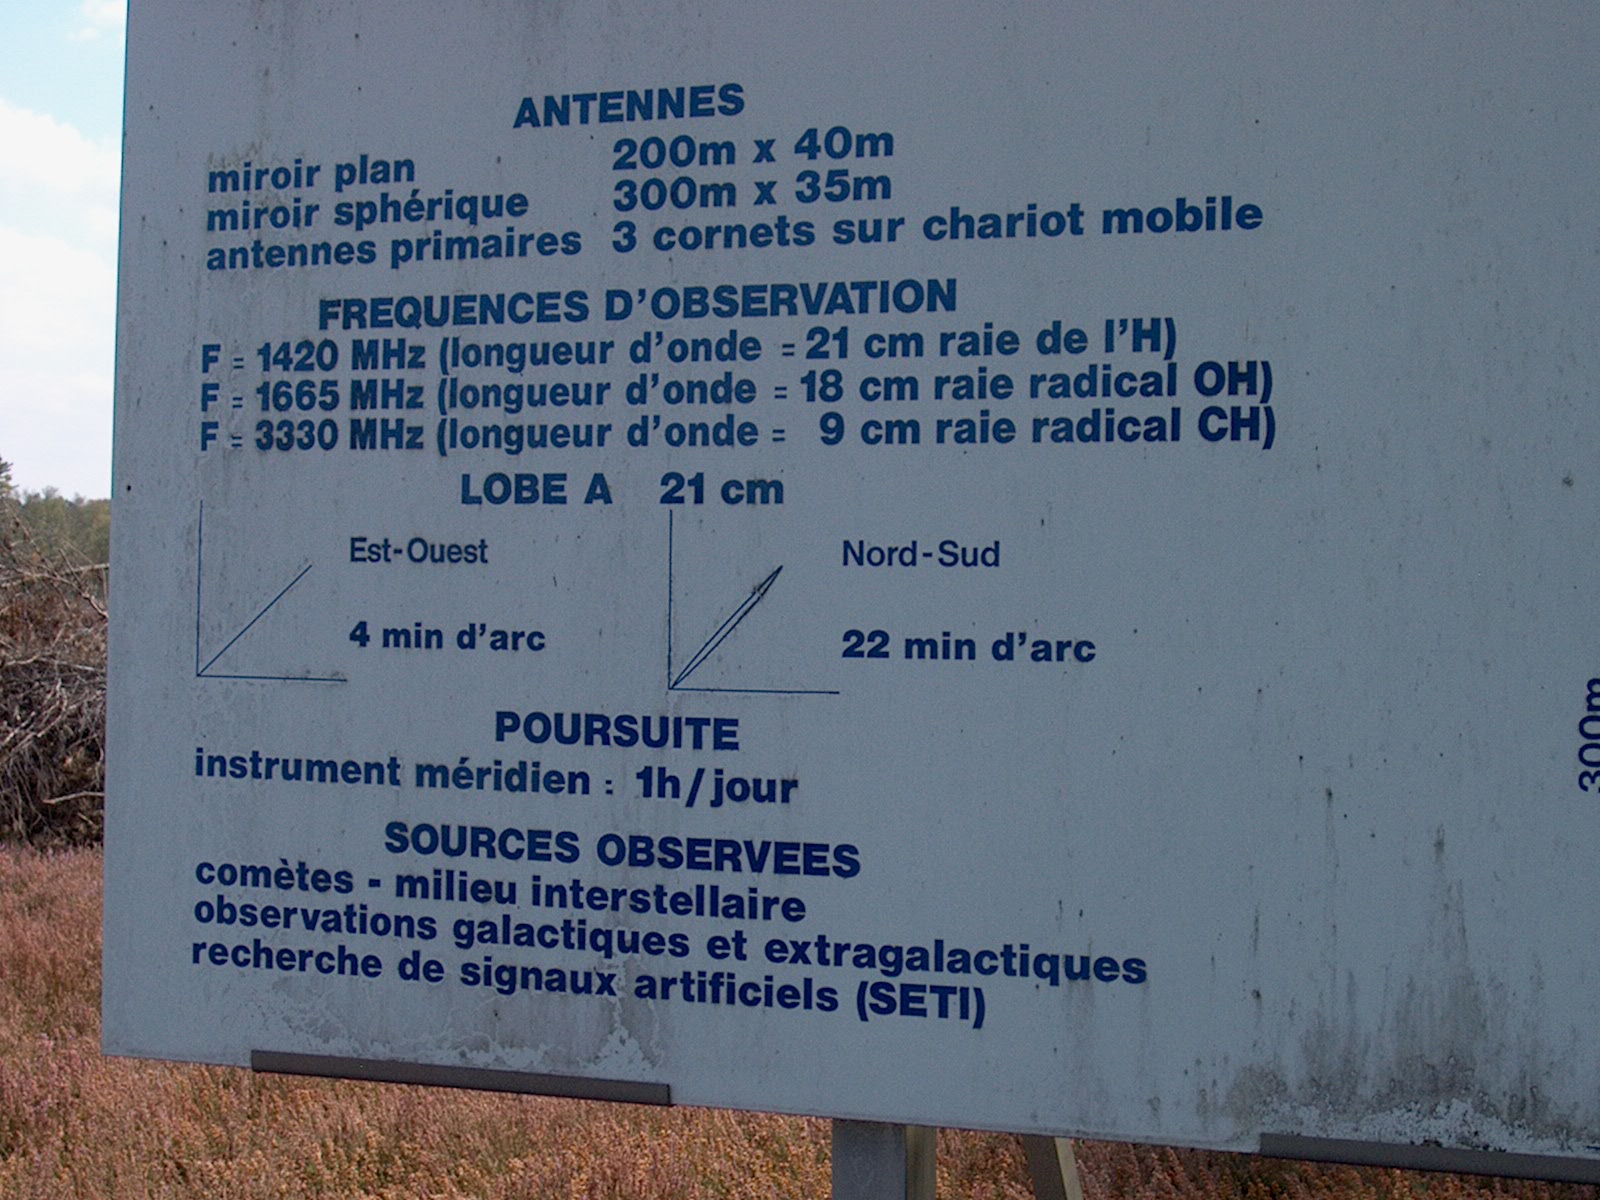 ANTENNES
miroir plan 200m x 40m
miroir sphérique 300m x 35m
antennes primaires 3 cornets sur chariot mobile
FREQUENCES D'OBSERVATION
F = 1420 MHz (longueur d'onde = 21 cm raie de l'H)
F = 1665 MHz (longueur d'onde = 18 cm raie radical OH)
F = 3330 MHz (longueur d'onde = 9 cm raie radical CH)
LOBE A 21 cm
Est-Ouest
4 min d'arc
Nord-Sud
22 min d'arc
POURSUITE
instrument méridien : 1h/jour
SOURCES OBSERVEES
comètes - milieu interstellaire
observations galactiques et extragalactiques
recherche de signaux artificiels (SETI)
300m